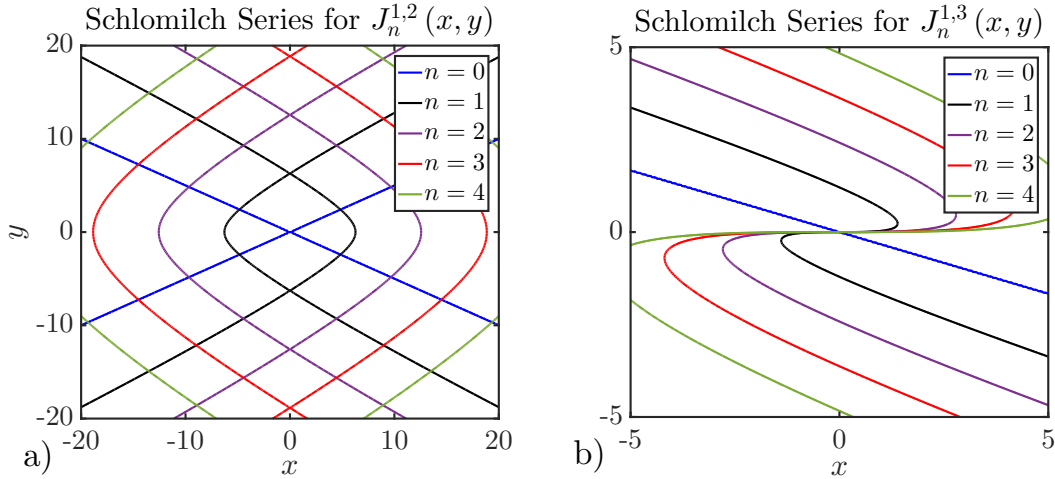 Schlomilch Series for $J_n^{1,2}(x, y)$
20
10
0
-10
-20
y
-20
-10
0
10
20
x
n = 0
n = 1
n = 2
n = 3
n = 4
a)
Schlomilch Series for $J_n^{1,3}(x, y)$
5
0
-5
-5
0
5
x
n = 0
n = 1
n = 2
n = 3
n = 4
b)